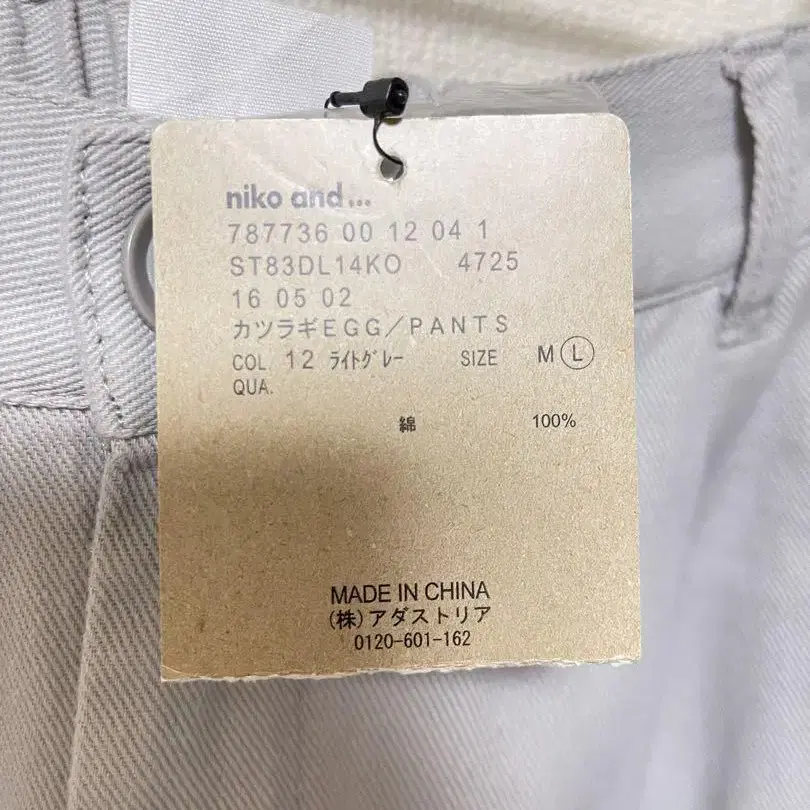 niko and...
787736 00 12 04 1
ST83DL14KO 4725
16 05 02
カツラギEGG/PANTS
COL. 12 ライトグレー SIZE M L
QUA.
綿 100%
MADE IN CHINA
(株)アダストリア
0120-601-162